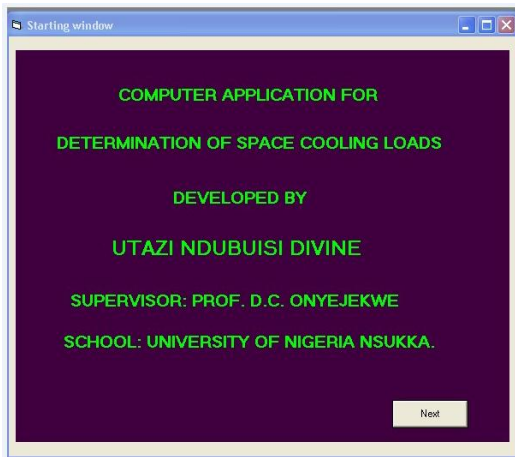 Starting window
COMPUTER APPLICATION FOR
DETERMINATION OF SPACE COOLING LOADS
DEVELOPED BY
UTAZI NDUBUISI DIVINE
SUPERVISOR: PROF. D.C. ONYEJEKWE
SCHOOL: UNIVERSITY OF NIGERIA NSUKKA.
Next